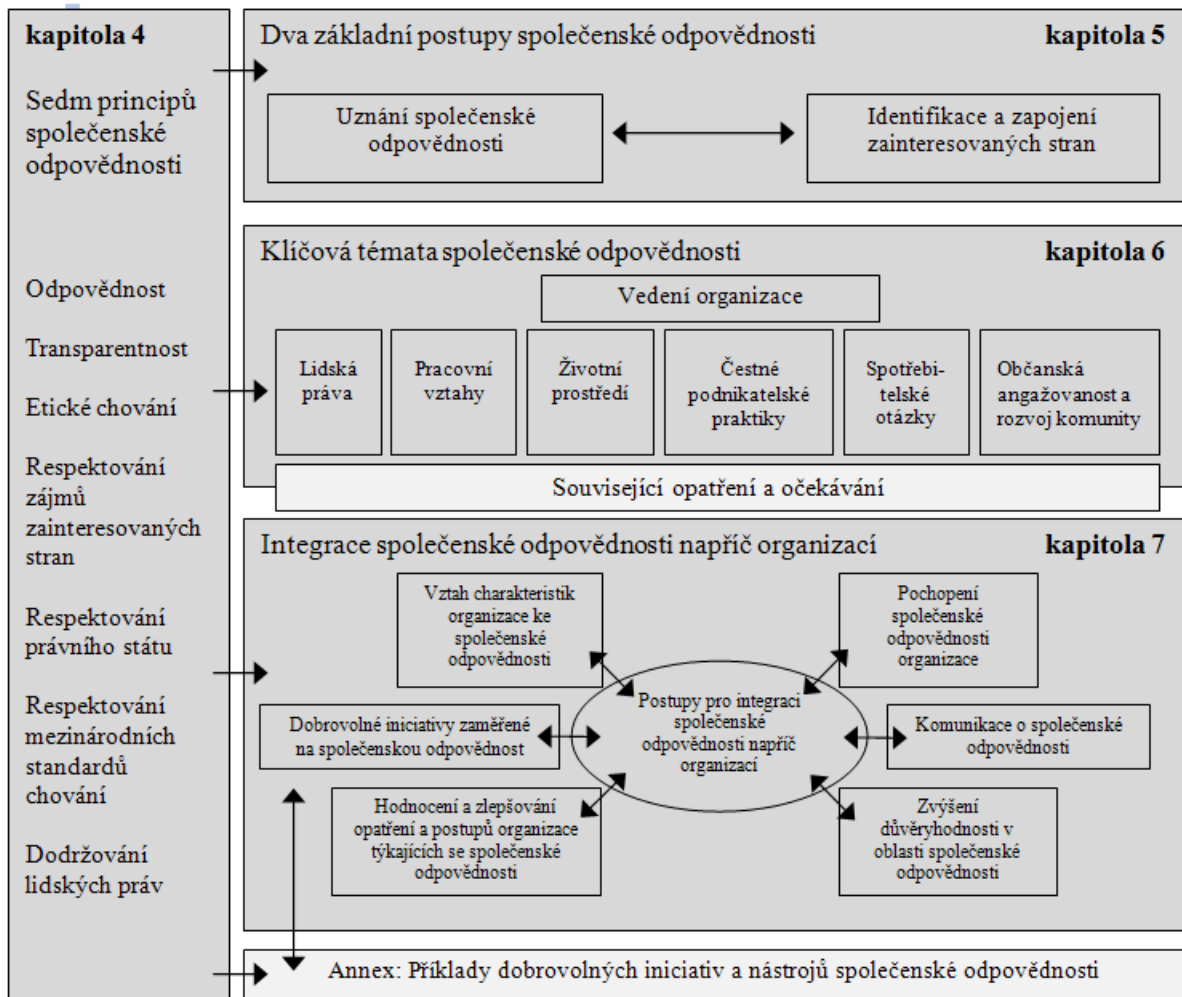 kapitola 4
Sedm principů
společenské
odpovědnosti
Odpovědnost
Transparentnost
Etické chování
Respektování
zájmů
zainteresovaných
stran
Respektování
právního státu
Respektování
mezinárodních
standardů
chování
Dodržování
lidských práv
Dva základní postupy společenské odpovědnosti
kapitola 5
Uznání společenské
odpovědnosti
Identifikace a zapojení
zainteresovaných stran
Klíčová témata společenské odpovědnosti
kapitola 6
Vedení organizace
Lidská
práva
Pracovní
vztahy
Životní
prostředí
Čestné
podnikatelské
praktiky
Spotřebi-
telské
otázky
Občanská
angažovanost a
rozvoj komunity
Související opatření a očekávání
Integrace společenské odpovědnosti napříč organizací
kapitola 7
Vztah charakteristik
organizace ke
společenské
odpovědnosti
Pochopení
společenské
odpovědnosti
organizace
Postupy pro integraci
společenské
odpovědnosti napříč
organizací
Dobrovolné iniciativy zaměřené
na společenskou odpovědnost
Komunikace o společenské
odpovědnosti
Hodnocení a zlepšování
opatření a postupů organizace
týkajících se společenské
odpovědnosti
Zvýšení
důvěryhodnosti v
oblasti společenské
odpovědnosti
Annex: Příklady dobrovolných iniciativ a nástrojů společenské odpovědnosti